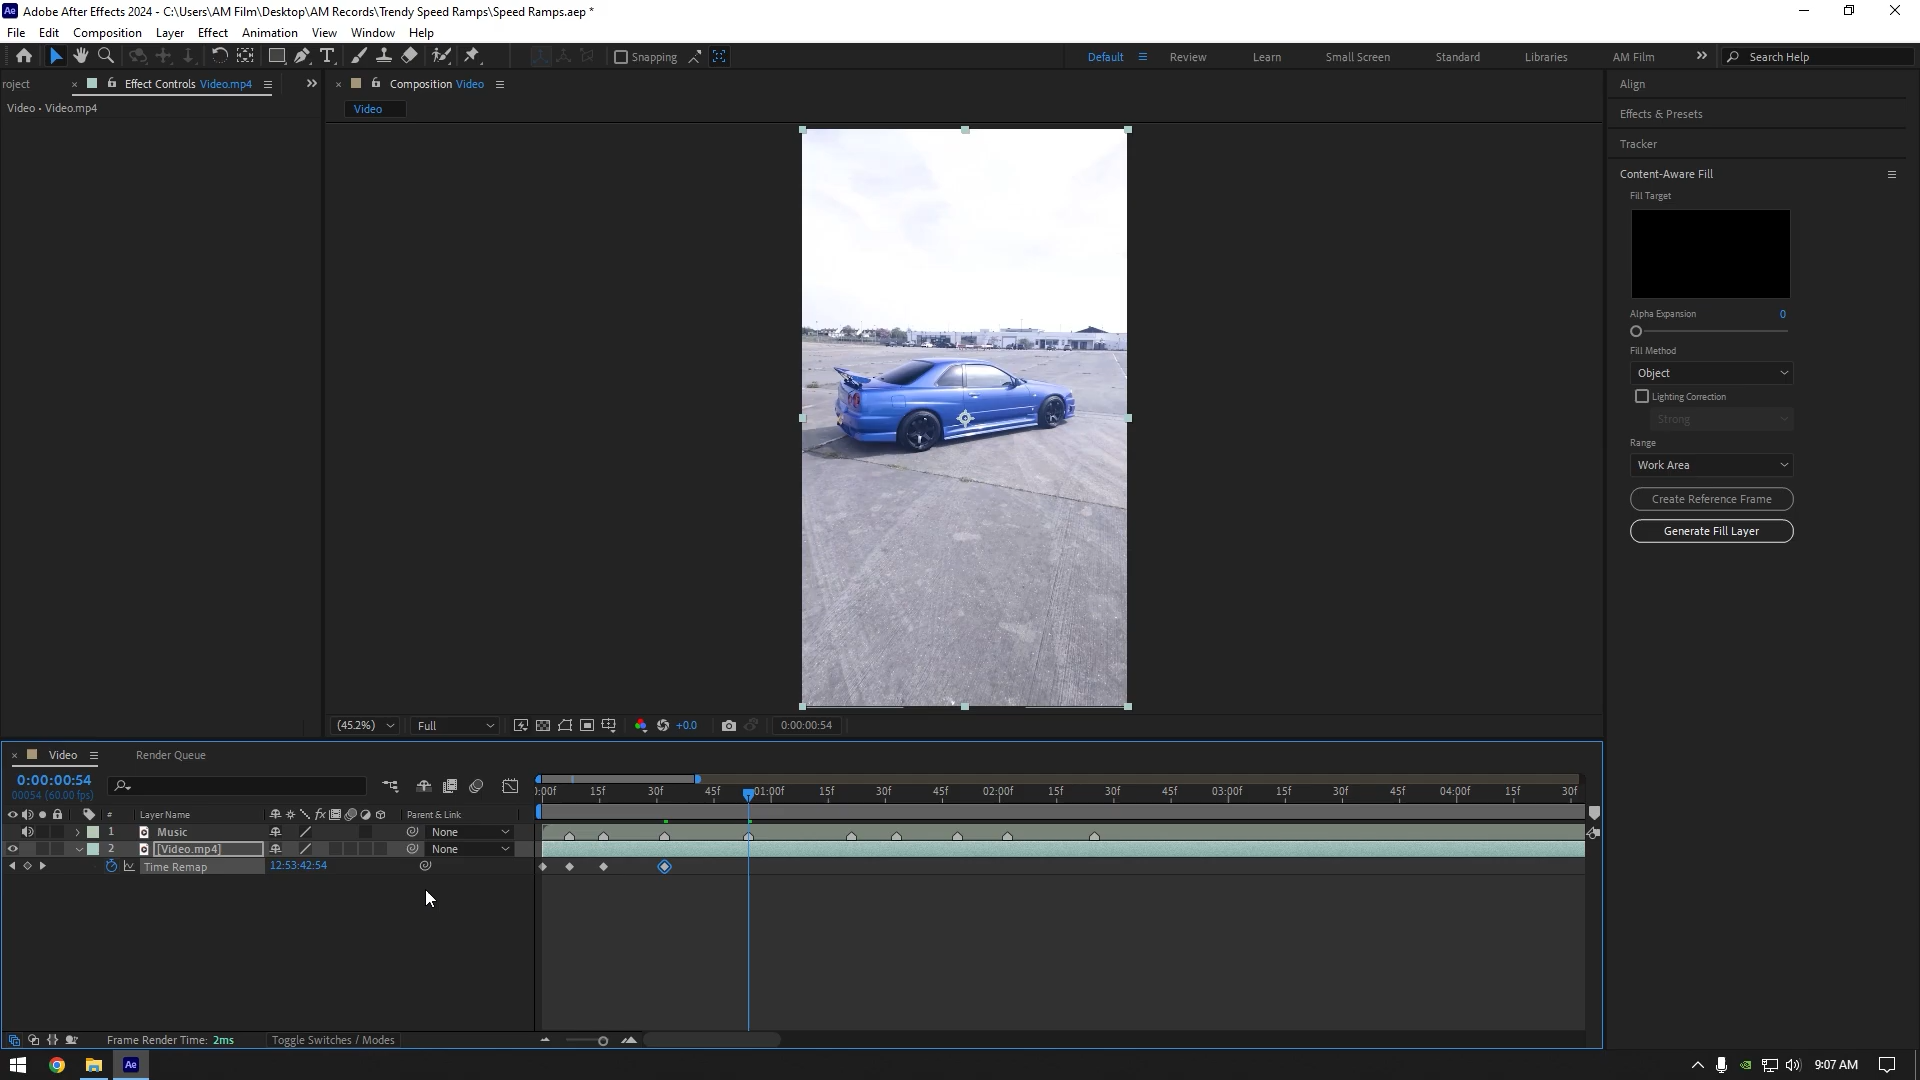 Ae Adobe After Effects 2024 - C:\Users\AM Film\Desktop\AM Records\Trendy Speed Ramps\Speed Ramps.aep *
File Edit Composition Layer Effect Animation View Window Help
Snapping Default Review Learn Small Screen Standard Libraries AM Film Search Help
roject Effect Controls Video.mp4
Video • Video.mp4
Composition Video
Video
Align
Effects & Presets
Tracker
Content-Aware Fill
Fill Target
Alpha Expansion 0
Fill Method
Object
Lighting Correction
Strong
Range
Work Area
Create Reference Frame
Generate Fill Layer
(45.2%) Full +0.0 0:00:00:54
Video Render Queue
0:00:00:54
00054 (60.00 fps)
:00f 15f 30f 45f 01:00f 15f 30f 45f 02:00f 15f 30f 45f 03:00f 15f 30f 45f 04:00f 15f 30f
# Layer Name fx Parent & Link
1 Music None
2 [Video.mp4] None
Time Remap 12:53:42:54
Frame Render Time: 2ms Toggle Switches / Modes
Ae 9:07 AM